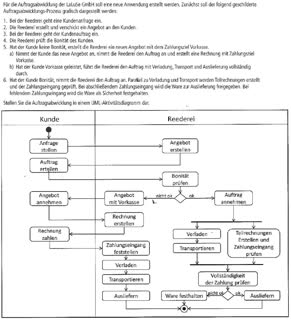 Für die Auftragsabwicklung der LaLuBe GmbH soll eine neue Anwendung erstellt werden. Zunächst soll der folgend geschilderte
Auftragsabwicklungs-Prozess grafisch dargestellt werden:
1. Bei der Reederei geht eine Kundenanfrage ein.
2. Die Reederei erstellt und verschickt ein Angebot an den Kunden.
3. Bei der Reederei geht der Kundenauftrag ein.
4. Die Reederei prüft die Bonität des Kunden.
5. Hat der Kunde keine Bonität, erstellt die Reederei ein neues Angebot mit dem Zahlungsziel Vorkasse.
a) Nimmt der Kunde das neue Angebot an, nimmt die Reederei den Auftrag an und erstellt eine Rechnung mit Zahlungsziel
Vorkasse.
b) Hat der Kunde Vorkasse geleistet, führt die Reederei den Auftrag mit Verladung, Transport und Auslieferung vollständig
durch.
6. Hat der Kunde Bonität, nimmt die Reederei den Auftrag an. Parallel zu Verladung und Transport werden Teilrechnungen erstellt
und der Zahlungseingang geprüft. Bei abschließendem Zahlungseingang wird die Ware zur Auslieferung freigegeben. Bei
fehlendem Zahlungseingang wird die Ware als Sicherheit festgehalten.
Stellen Sie die Auftragsabwicklung in einem UML-Aktivitätsdiagramm dar.
Kunde
Reederei
Anfrage
stellen
Angebot
erstellen
Auftrag
erteilen
Bonität
prüfen
nicht ok
ok
Angebot
annehmen
Angebot
mit Vorkasse
Auftrag
annehmen
Rechnung
erstellen
Rechnung
zahlen
Zahlungseingang
feststellen
Verladen
Transportieren
Ausliefern
Verladen
Transportieren
Teilrechnungen
Erstellen und
Zahlungseingang
prüfen
Vollständigkeit
der Zahlung prüfen
nicht ok
ok
Ware festhalten
Ausliefern